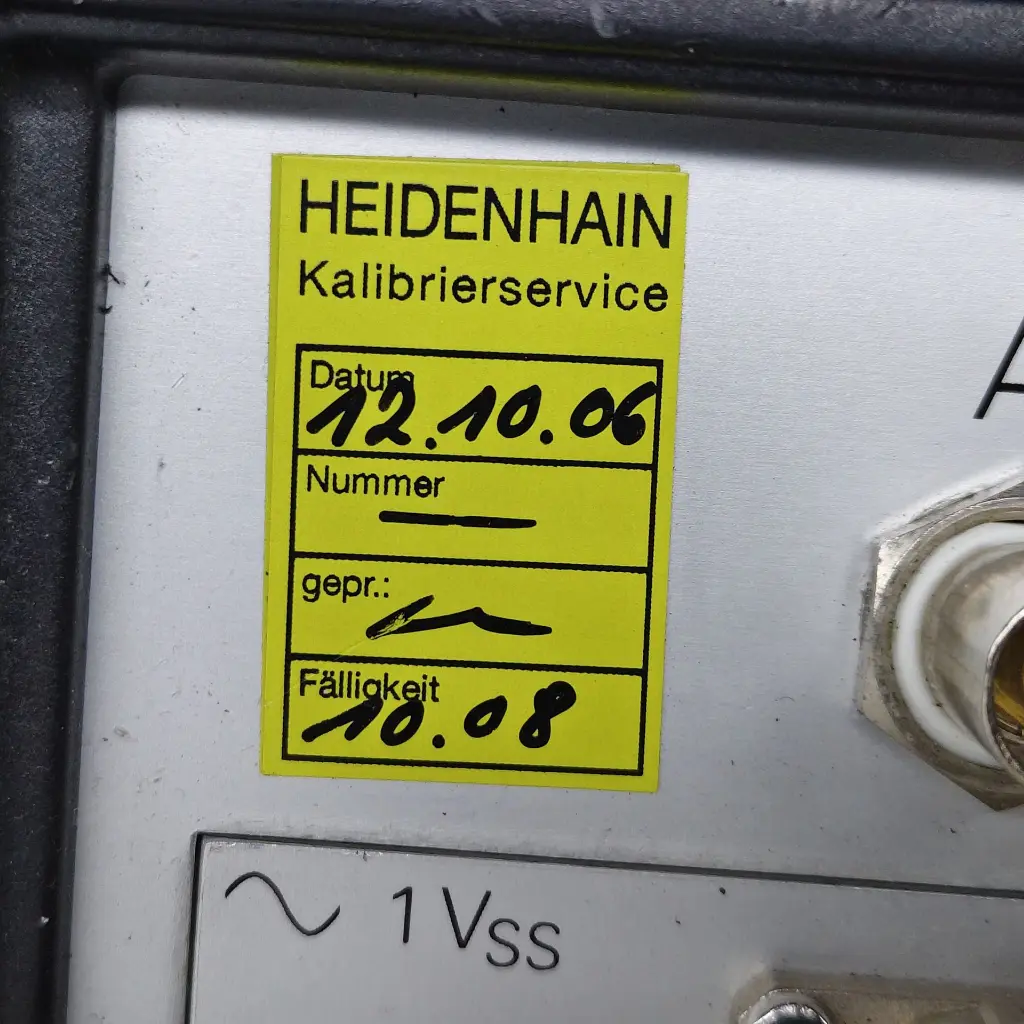 HEIDENHAIN
Kalibrierservice
Datum
12.10.06
Nummer
—
gepr.:
Fälligkeit
10.08
1 VSS